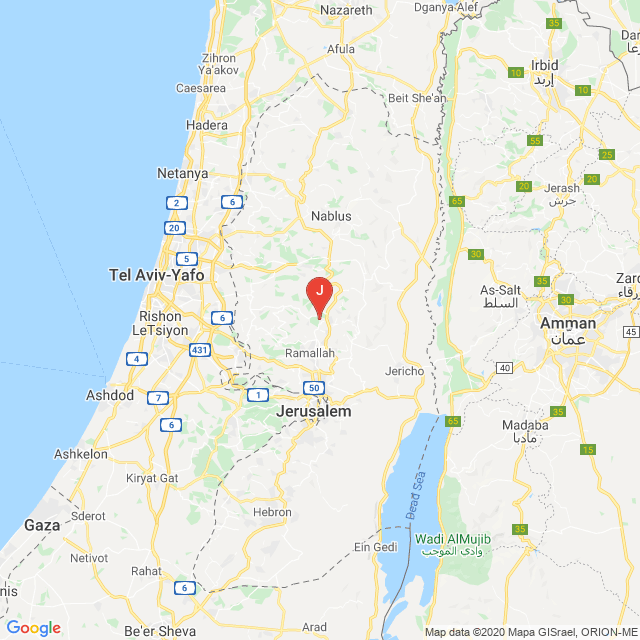 Nazareth
Dganya-Alef
35
Zihron
Ya'akov
Afula
Irbid
إربد
10
Caesarea
10
Beit She'an
Hadera
55
25
Netanya
20
20
Jerash
جرش
2
6
65
Nablus
20
5
30
Tel Aviv-Yafo
As-Salt
السلط
55
J
30
Rishon
LeTsiyon
6
Amman
عمّان
45
431
Ramallah
4
40
Jericho
50
Ashdod
7
1
35
Jerusalem
65
Madaba
مادبا
6
Ashkelon
15
Kiryat Gat
Dead Sea
Hebron
Gaza
Sderot
35
Wadi AlMujib
وادي الموجب
Ein Gedi
Netivot
Rahat
6
Arad
Be'er Sheva
Google
Map data ©2020 Mapa GISrael, ORION-ME